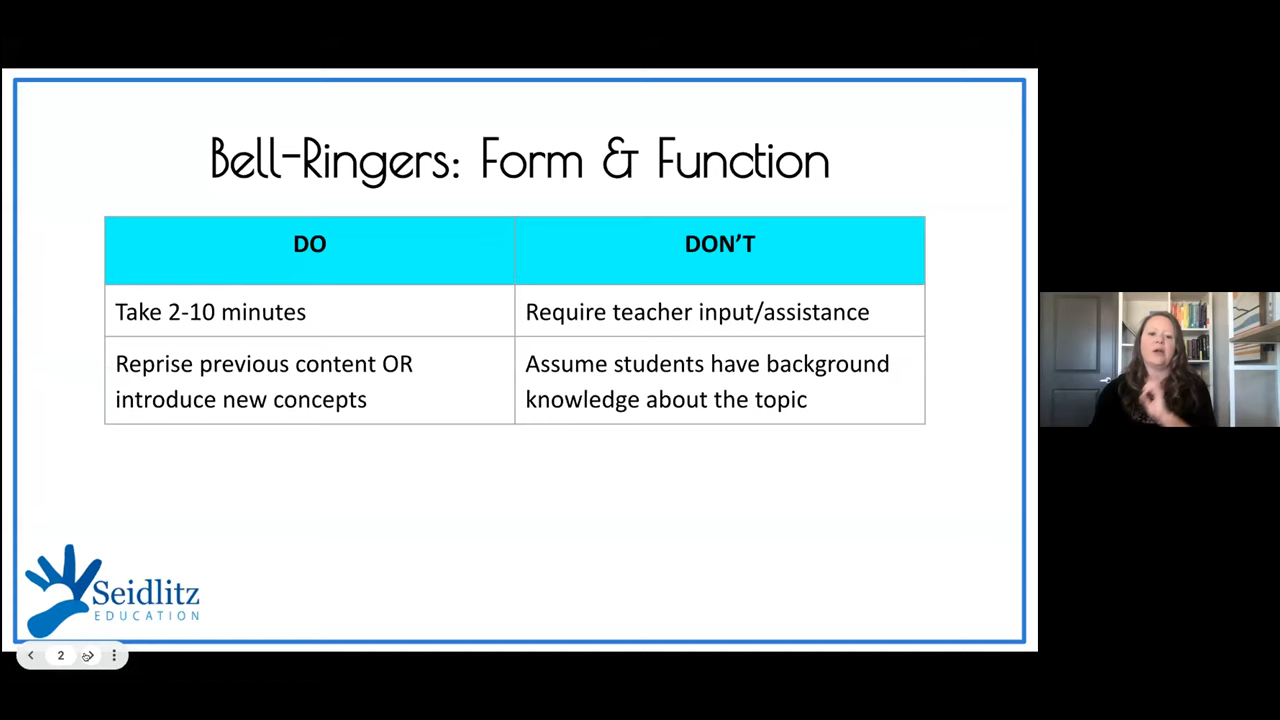 Bell-Ringers: Form & Function
DO
DON'T
Take 2-10 minutes
Require teacher input/assistance
Reprise previous content OR
introduce new concepts
Assume students have background
knowledge about the topic
Seidlitz
EDUCATION
2